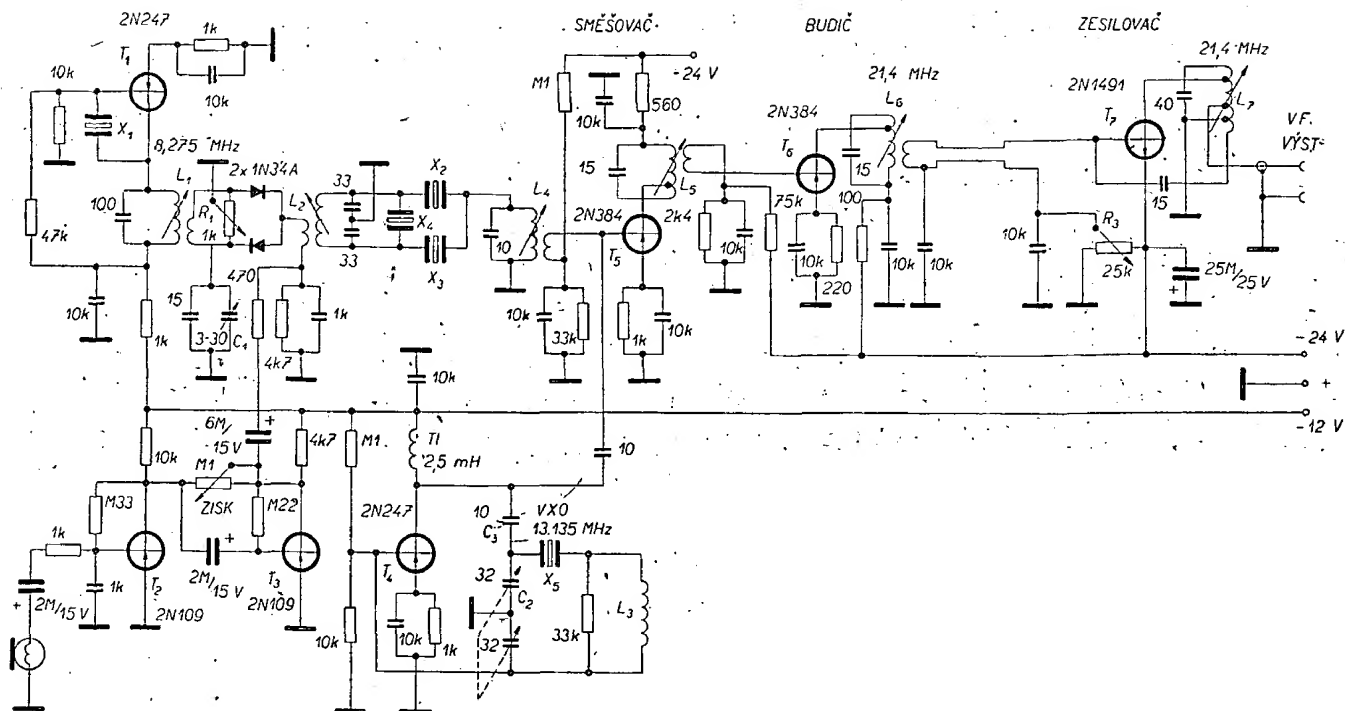 2N247
SMĚŠOVAČ
BUDIČ
ZESILOVAČ
1k
T1
10k
10k
X1
M1
-24 V
560
10k
21,4 MHz
L6
2N384
21,4 MHz
2N1491
40
L7
T7
V.F.
VÝST.
8,275 MHz
2x 1N34A
L1
L2
33
X2
15
L5
T6
15
100
R1
1k
X4
L4
2N384
2k4
75k
100
15
47k
33
X3
10
T5
10k
R3
10k
470
10k
25k
25M/
25V
15
3-30
C1
1k
10k
33k
1k
10k
10k
220
10k
10k
1k
4k7
-24 V
10k
+
-12 V
6M/
15V
10k
4k7
M1
Tl
2,5 mH
10
M1
ZISK
M33
M22
2N247
10
VXO
C3
13.135 MHz
1k
X5
2M/15V
1k
T2
2N109
2M/15V
T3
2N109
T4
32
C2
L3
10k
10k
1k
32
33k